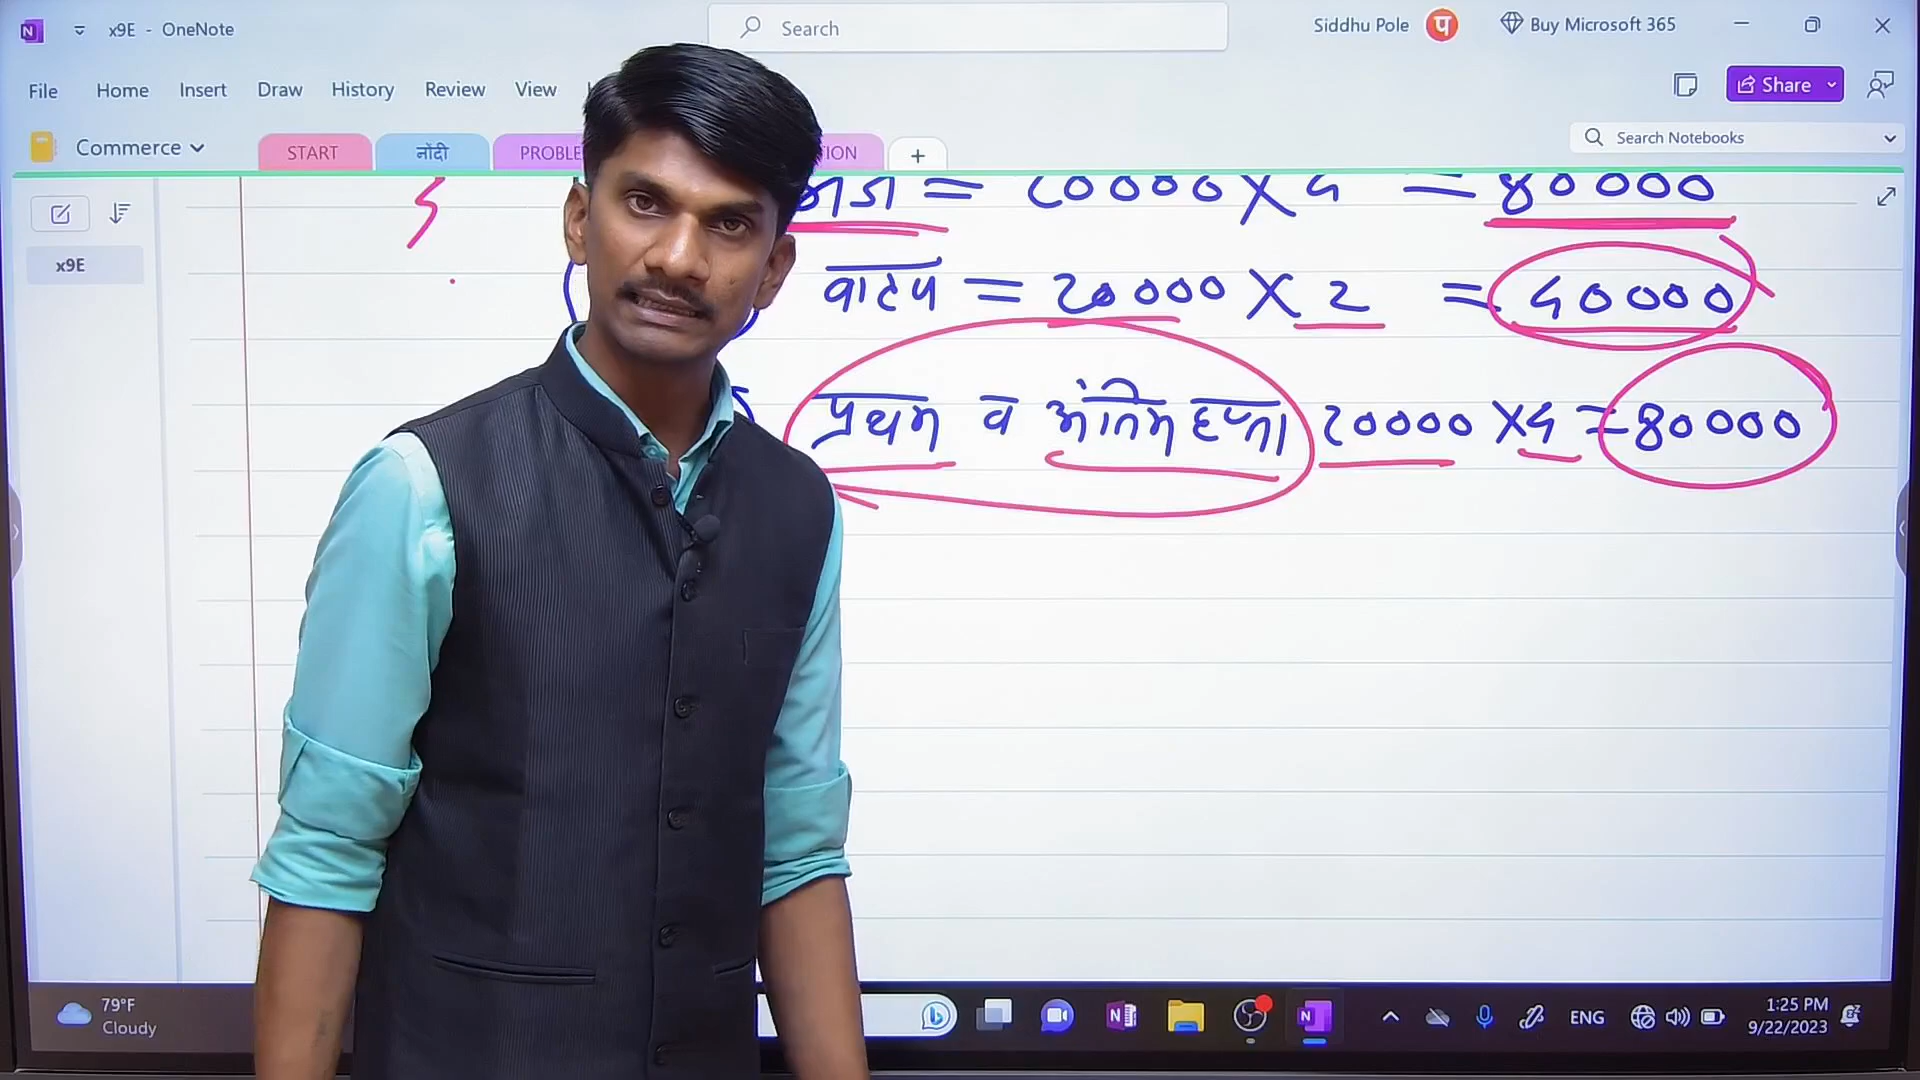 x9E - OneNote
Search
Siddhu Pole
प
Buy Microsoft 365
File Home Insert Draw History Review View
Share
Commerce
START नोंदी PROBLE ION +
Search Notebooks
x9E
= 20000 X 4 = 80000
वाटप = 20000 X 2 = 40000
प्रथम व अंतिम हप्ता 20000 X 4 = 80000
79°F
Cloudy
ENG
1:25 PM
9/22/2023